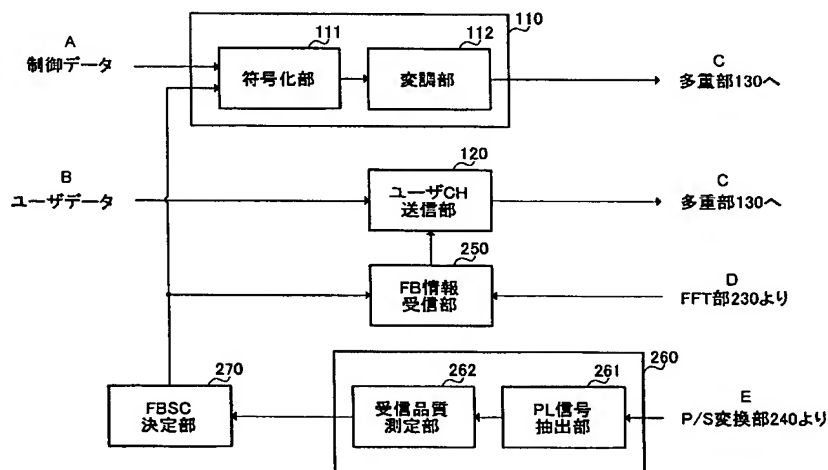 110
111
112
A
制御データ
符号化部
変調部
C
多重部130へ
120
B
ユーザデータ
ユーザCH
送信部
C
多重部130へ
250
FB情報
受信部
D
FFT部230より
260
270
262
261
FBSC
決定部
受信品質
測定部
PL信号
抽出部
E
P/S変換部240より